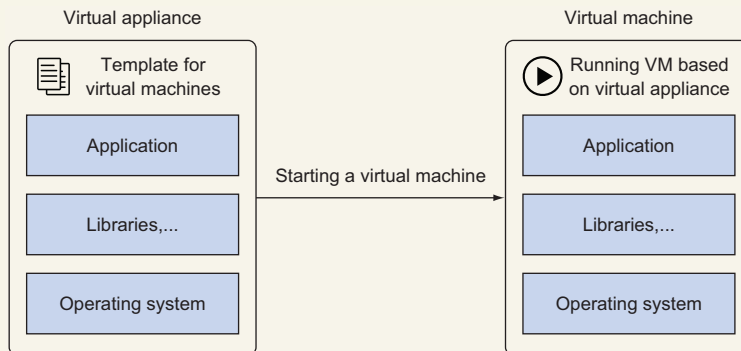 Virtual appliance
Template for
virtual machines
Application
Libraries,...
Operating system
Starting a virtual machine
Virtual machine
Running VM based
on virtual appliance
Application
Libraries,...
Operating system